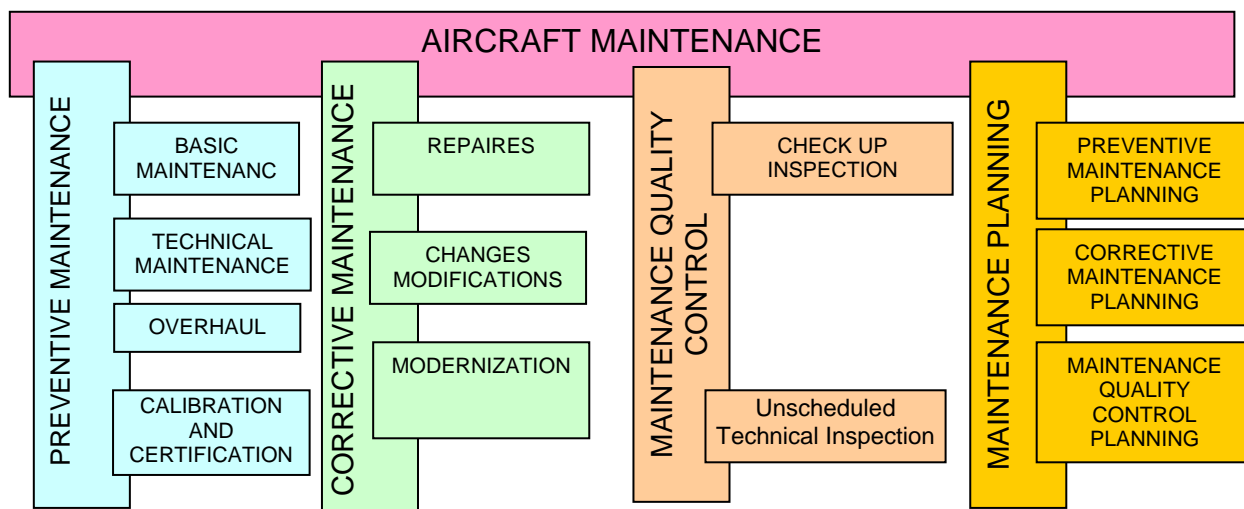 AIRCRAFT MAINTENANCE
PREVENTIVE MAINTENANCE
BASIC
MAINTENANC
TECHNICAL
MAINTENANCE
OVERHAUL
CALIBRATION
AND
CERTIFICATION
CORRECTIVE MAINTENANCE
REPAIRES
CHANGES
MODIFICATIONS
MODERNIZATION
MAINTENANCE QUALITY
CONTROL
CHECK UP
INSPECTION
Unscheduled
Technical Inspection
MAINTENANCE PLANNING
PREVENTIVE
MAINTENANCE
PLANNING
CORRECTIVE
MAINTENANCE
PLANNING
MAINTENANCE
QUALITY
CONTROL
PLANNING